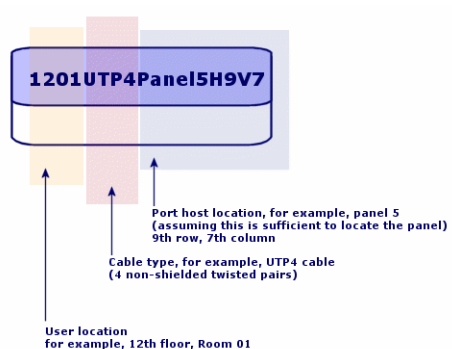 1201UTP4Panel5H9V7
Port host location, for example, panel 5
(assuming this is sufficient to locate the panel)
9th row, 7th column
Cable type, for example, UTP4 cable
(4 non-shielded twisted pairs)
User location
for example, 12th floor, Room 01